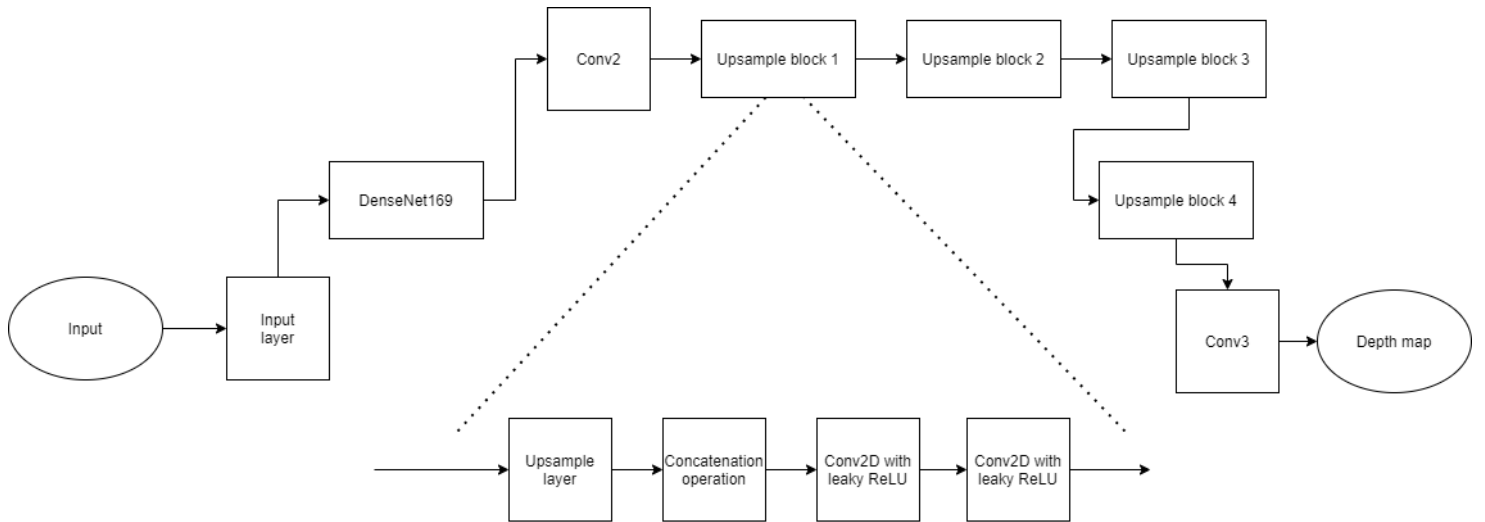 Conv2
Upsample block 1
Upsample block 2
Upsample block 3
DenseNet169
Upsample block 4
Input
Input
layer
Conv3
Depth map
Upsample
layer
Concatenation
operation
Conv2D with
leaky ReLU
Conv2D with
leaky ReLU